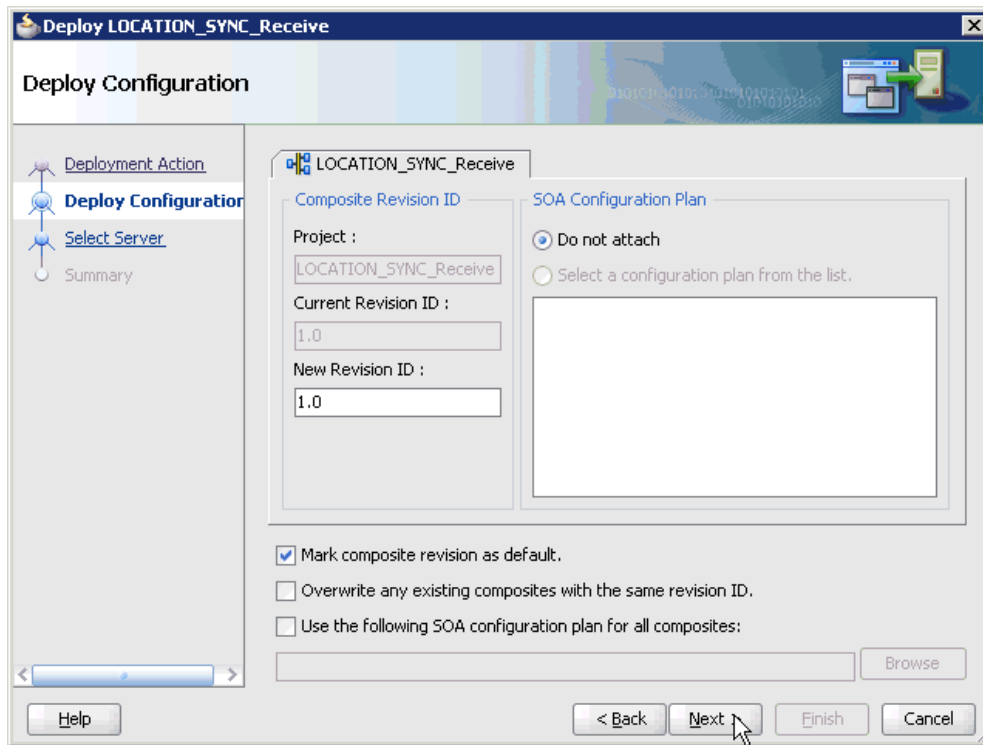 Deploy LOCATION_SYNC_Receive
Deploy Configuration
Deployment Action
Deploy Configuration
Select Server
Summary
LOCATION_SYNC_Receive
Composite Revision ID
Project :
LOCATION_SYNC_Receive
Current Revision ID :
1.0
New Revision ID :
1.0
SOA Configuration Plan
Do not attach
Select a configuration plan from the list.
Mark composite revision as default.
Overwrite any existing composites with the same revision ID.
Use the following SOA configuration plan for all composites:
Browse
Help
< Back
Next >
Finish
Cancel